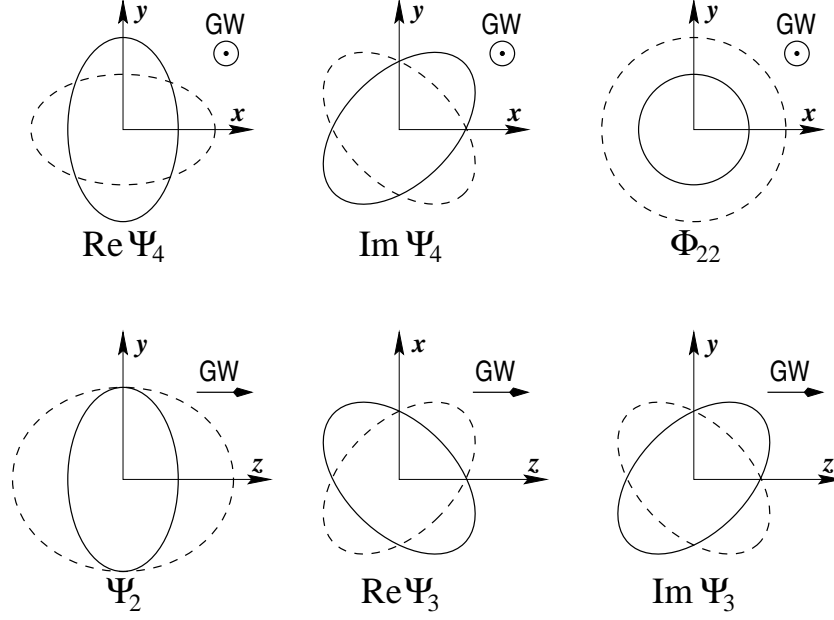 y GW y GW y GW
x x x
Re Ψ4 Im Ψ4 Φ22
y GW x GW y GW
z z z
Ψ2 Re Ψ3 Im Ψ3